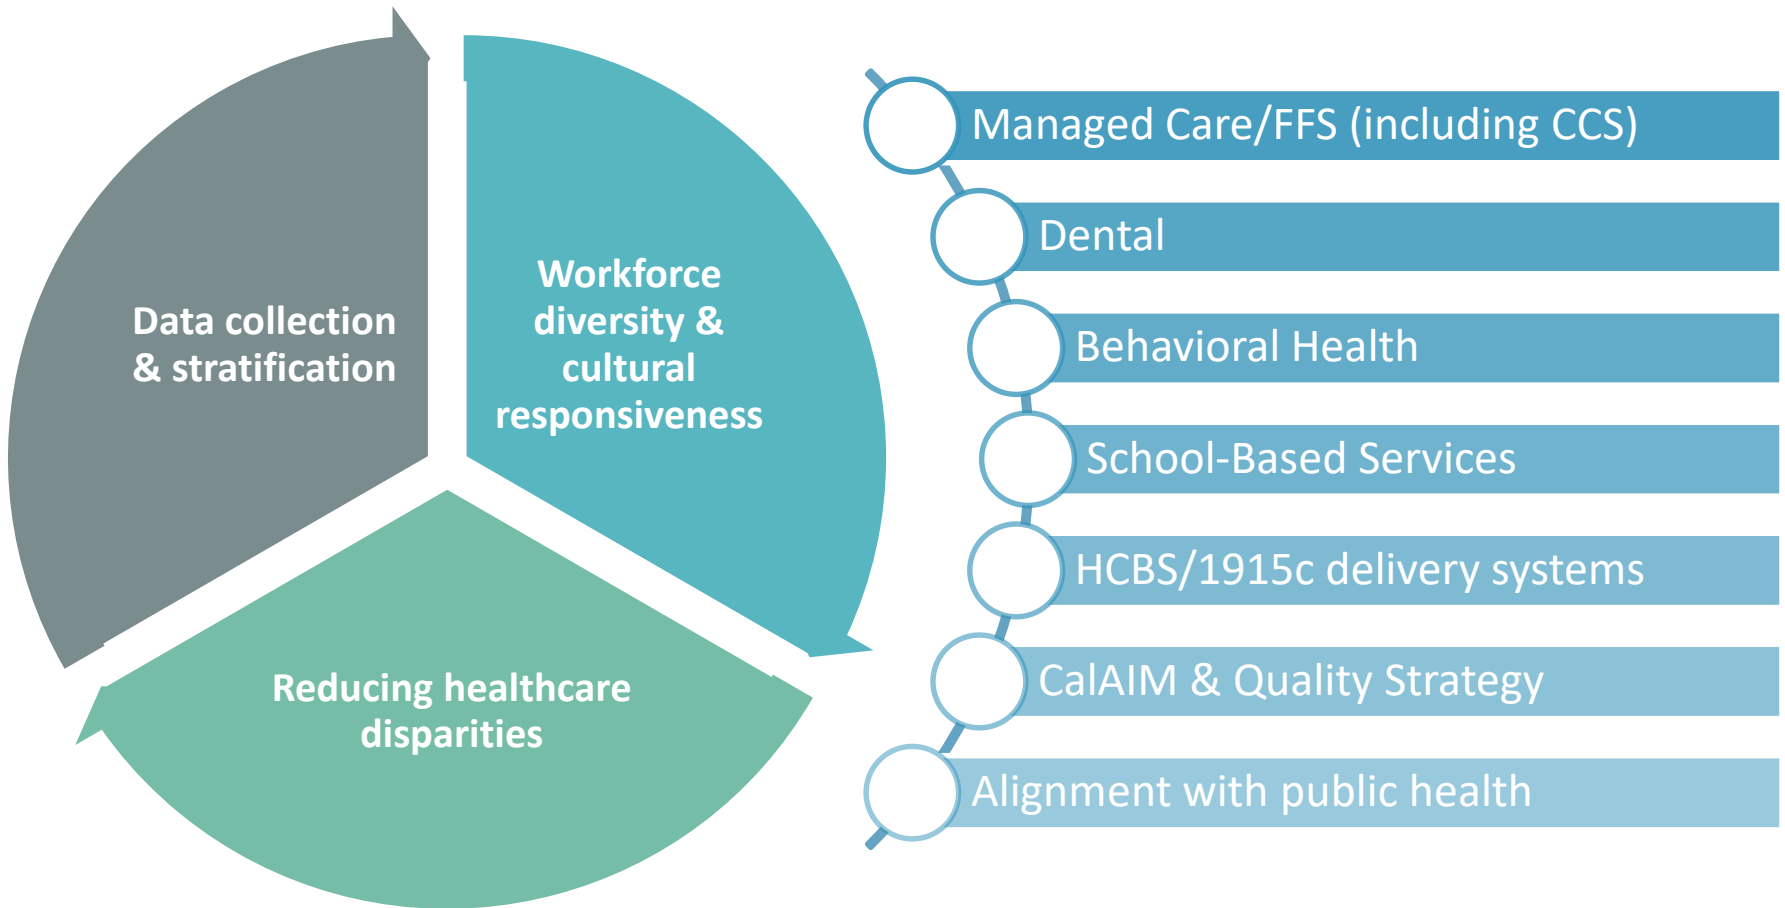 Data collection
& stratification
Workforce
diversity &
cultural
responsiveness
Reducing healthcare
disparities
Managed Care/FFS (including CCS)
Dental
Behavioral Health
School-Based Services
HCBS/1915c delivery systems
CalAIM & Quality Strategy
Alignment with public health